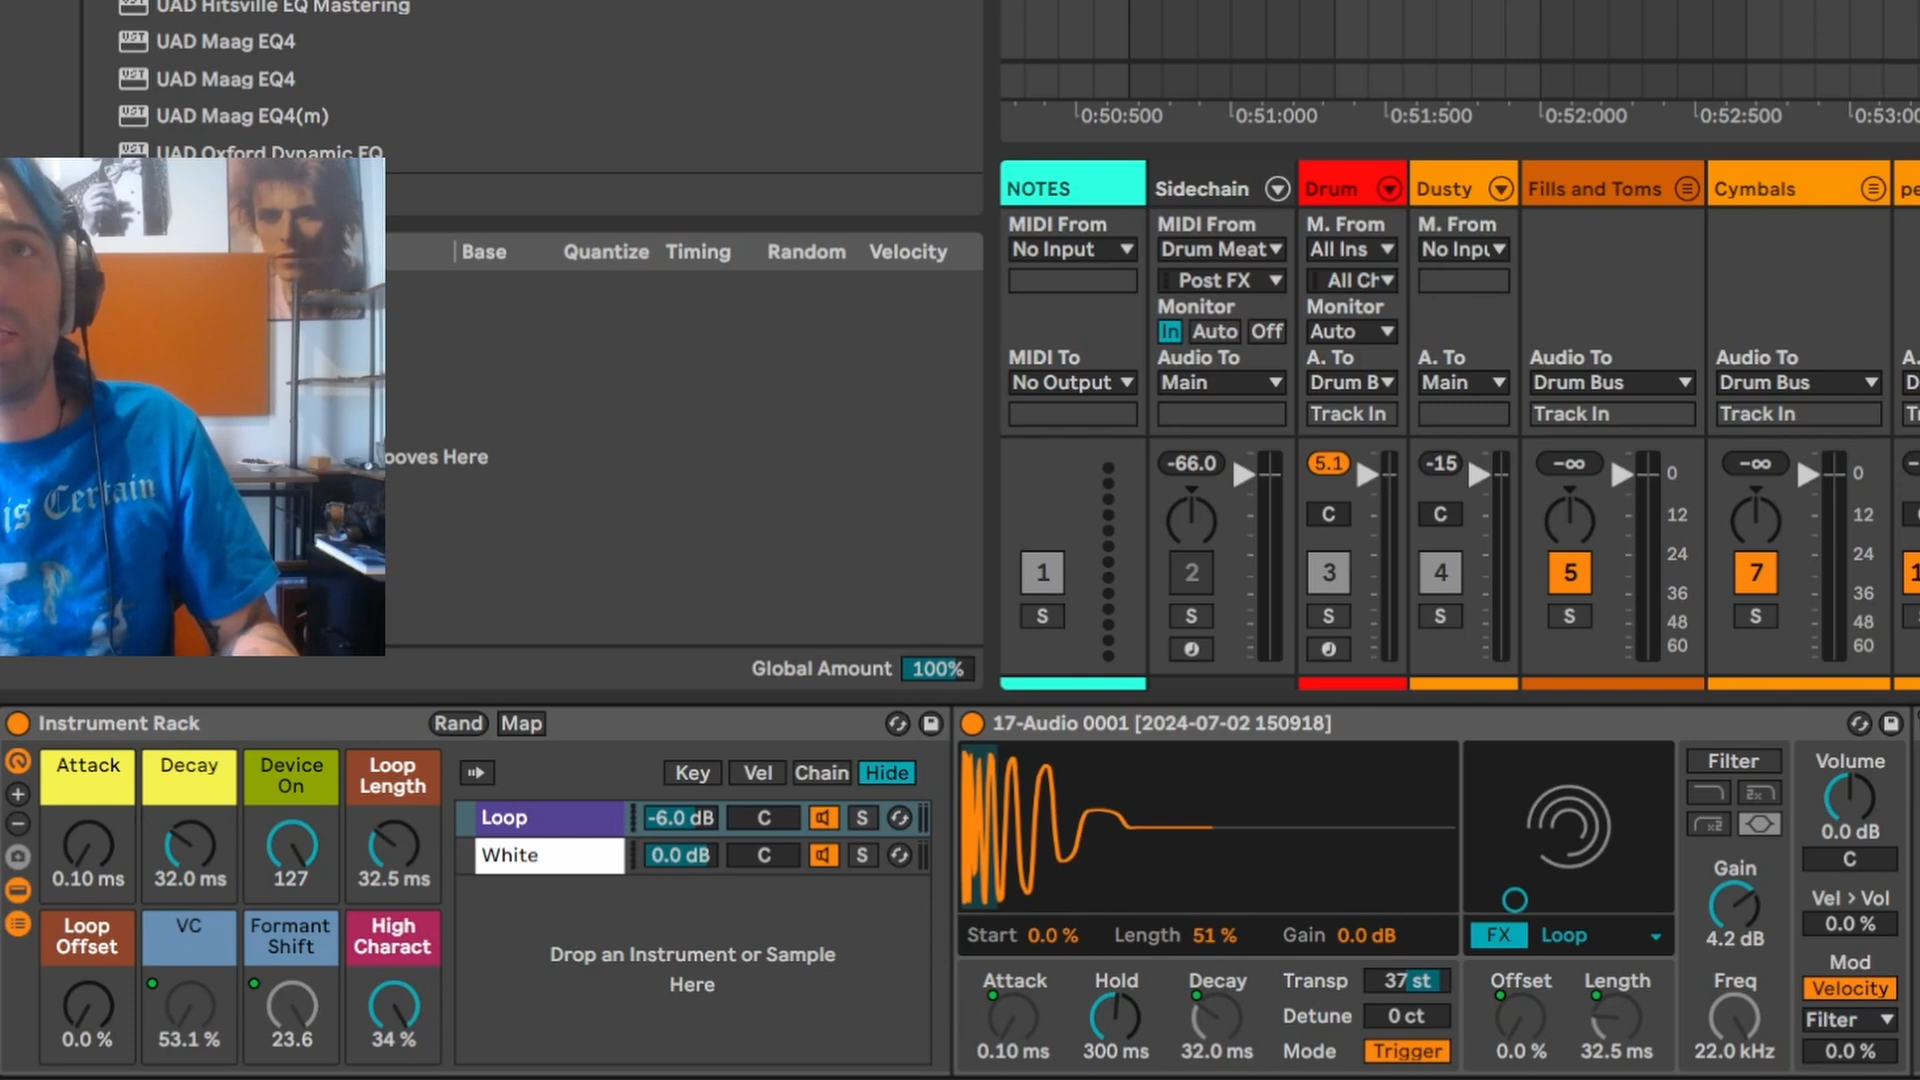 UAD Hitsville EQ Mastering
UAD Maag EQ4
UAD Maag EQ4
UAD Maag EQ4(m)
UAD Oxford Dynamic EQ
0:50:500 0:51:000 0:51:500 0:52:000 0:52:500 0:53:00
NOTES Sidechain Drum Dusty Fills and Toms Cymbals pe
MIDI From MIDI From M. From M. From
No Input Drum Meat All Ins No Inpu
Post FX All Ch
Monitor Monitor
In Auto Off Auto
MIDI To Audio To A. To A. To Audio To Audio To A.
No Output Main Drum B Main Drum Bus Drum Bus D
Track In Track In Track In
Base Quantize Timing Random Velocity
ooves Here
is Certain
-66.0 5.1 -15 -∞ 0 -∞ 0
C C 12 12
24 24
1 2 3 4 5 7 1
36 36
S S S S S S
48 48
60 60
Global Amount 100%
Instrument Rack Rand Map
Attack Decay Device On Loop Length
0.10 ms 32.0 ms 127 32.5 ms
Loop Offset VC Formant Shift High Charact
0.0 % 53.1 % 23.6 34 %
Key Vel Chain Hide
Loop -6.0 dB C S
White 0.0 dB C S
Drop an Instrument or Sample
Here
17-Audio 0001 [2024-07-02 150918]
Start 0.0 % Length 51 % Gain 0.0 dB
FX Loop
Attack Hold Decay Transp 37 st
Detune 0 ct
0.10 ms 300 ms 32.0 ms Mode Trigger
Offset Length
0.0 % 32.5 ms
Filter
2x
x2
Gain
4.2 dB
Freq
22.0 kHz
Volume
0.0 dB
C
Vel > Vol
0.0 %
Mod
Velocity
Filter
0.0 %